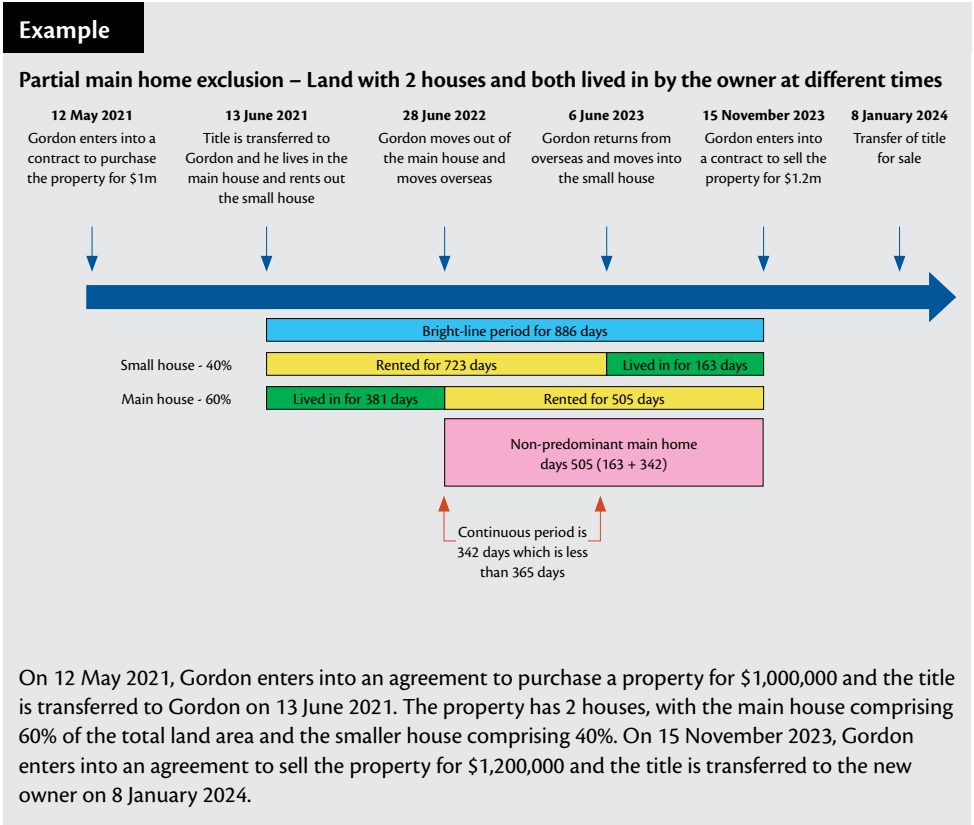 Example
Partial main home exclusion – Land with 2 houses and both lived in by the owner at different times
12 May 2021
Gordon enters into a
contract to purchase
the property for $1m
13 June 2021
Title is transferred to
Gordon and he lives in the
main house and rents out
the small house
28 June 2022
Gordon moves out of
the main house and
moves overseas
6 June 2023
Gordon returns from
overseas and moves into
the small house
15 November 2023
Gordon enters into
a contract to sell the
property for $1.2m
8 January 2024
Transfer of title
for sale
Bright-line period for 886 days
Small house - 40%
Rented for 723 days
Lived in for 163 days
Main house - 60%
Lived in for 381 days
Rented for 505 days
Non-predominant main home
days 505 (163 + 342)
Continuous period is
342 days which is less
than 365 days
On 12 May 2021, Gordon enters into an agreement to purchase a property for $1,000,000 and the title
is transferred to Gordon on 13 June 2021. The property has 2 houses, with the main house comprising
60% of the total land area and the smaller house comprising 40%. On 15 November 2023, Gordon
enters into an agreement to sell the property for $1,200,000 and the title is transferred to the new
owner on 8 January 2024.